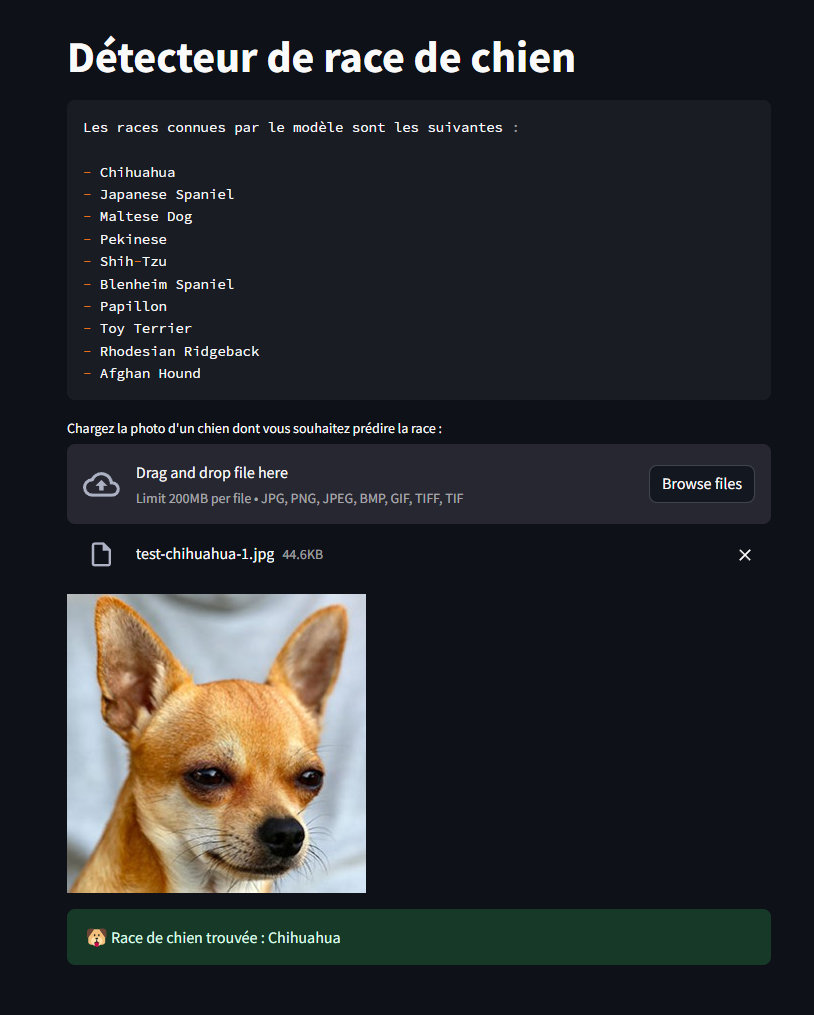 Détecteur de race de chien
Les races connues par le modèle sont les suivantes :
- Chihuahua
- Japanese Spaniel
- Maltese Dog
- Pekinese
- Shih-Tzu
- Blenheim Spaniel
- Papillon
- Toy Terrier
- Rhodesian Ridgeback
- Afghan Hound
Chargez la photo d'un chien dont vous souhaitez prédire la race :
Drag and drop file here
Limit 200MB per file • JPG, PNG, JPEG, BMP, GIF, TIFF, TIF
Browse files
test-chihuahua-1.jpg 44.6KB
🐶 Race de chien trouvée : Chihuahua